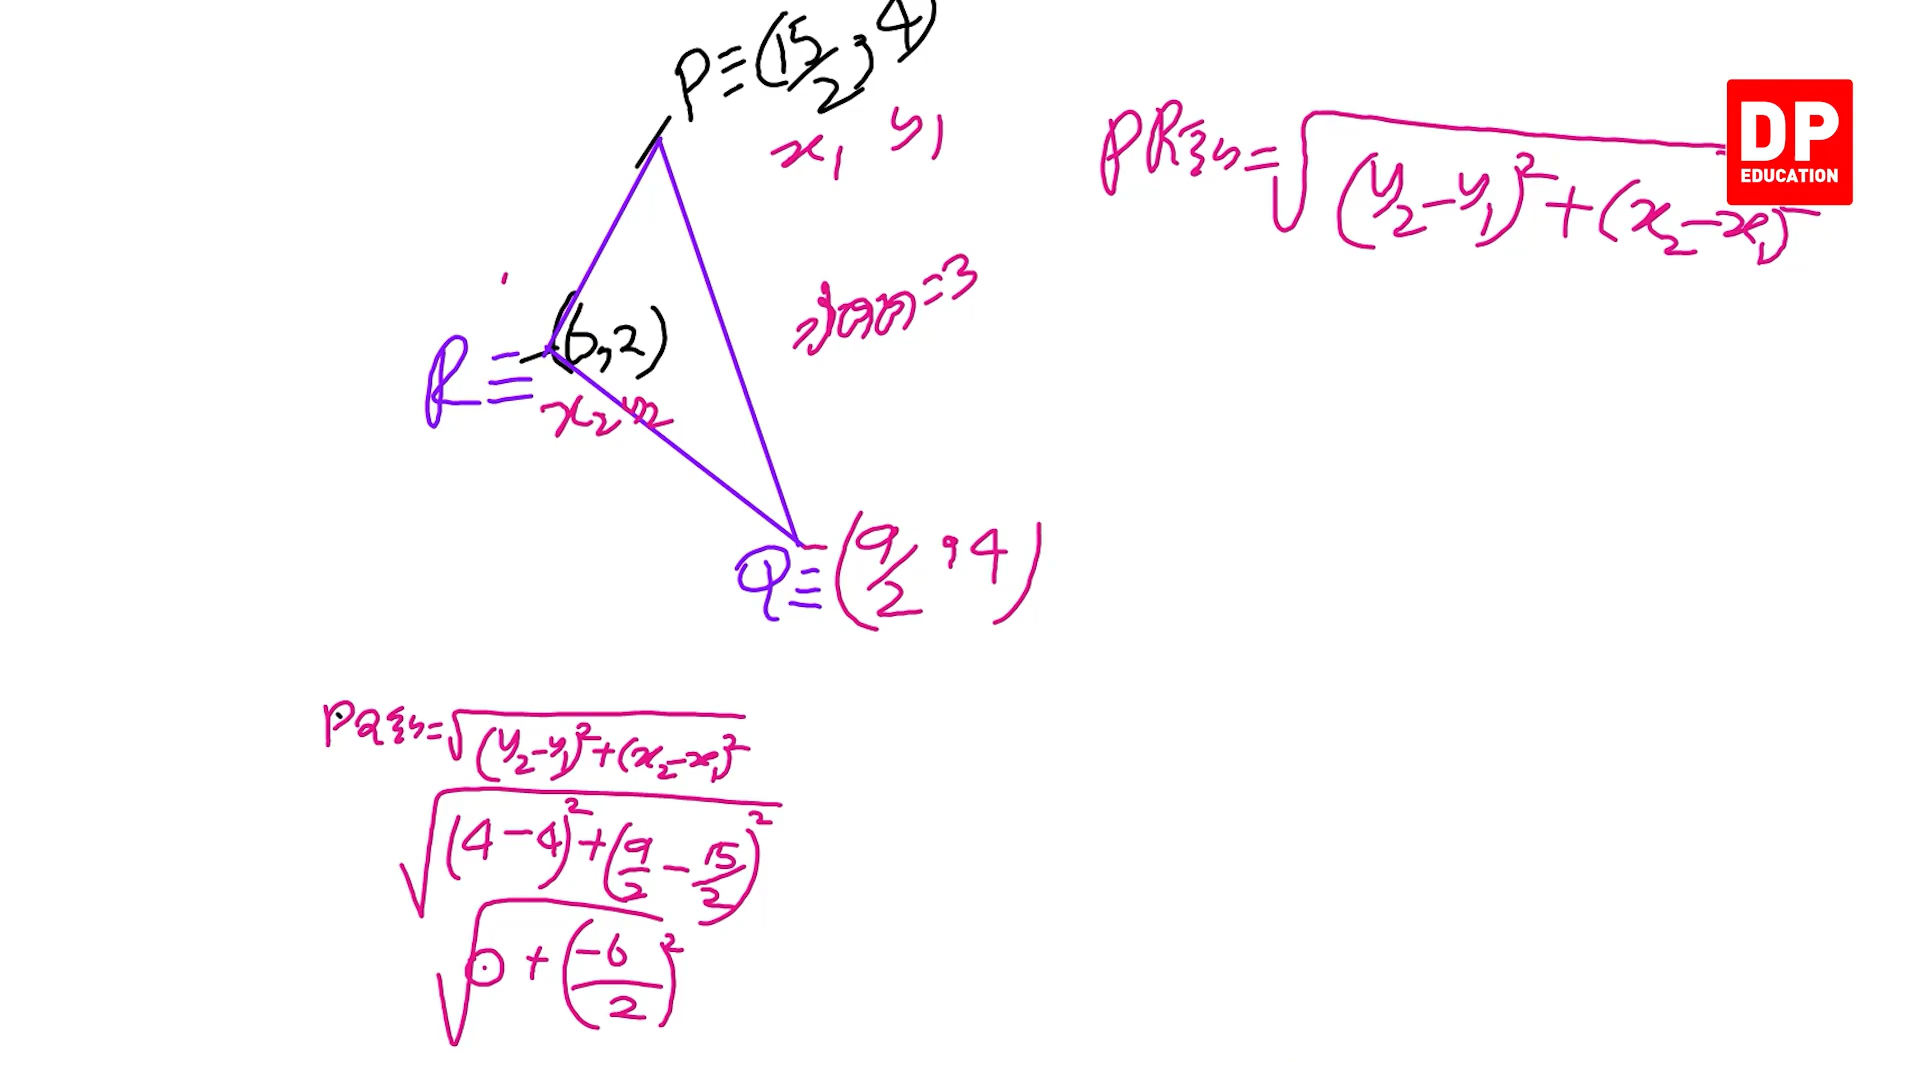 P ≡ (15/2, 4)
x₁ y₁
PR දුර = √(y₂-y₁)² + (x₂-x₁)²
DP
EDUCATION
= 3
R ≡ (6, 2)
x₂ y₂
Q ≡ (9/2, 4)
PQ දුර = √(y₂-y₁)² + (x₂-x₁)²
√(4-4)² + (9/2 - 15/2)²
√0 + (-6/2)²